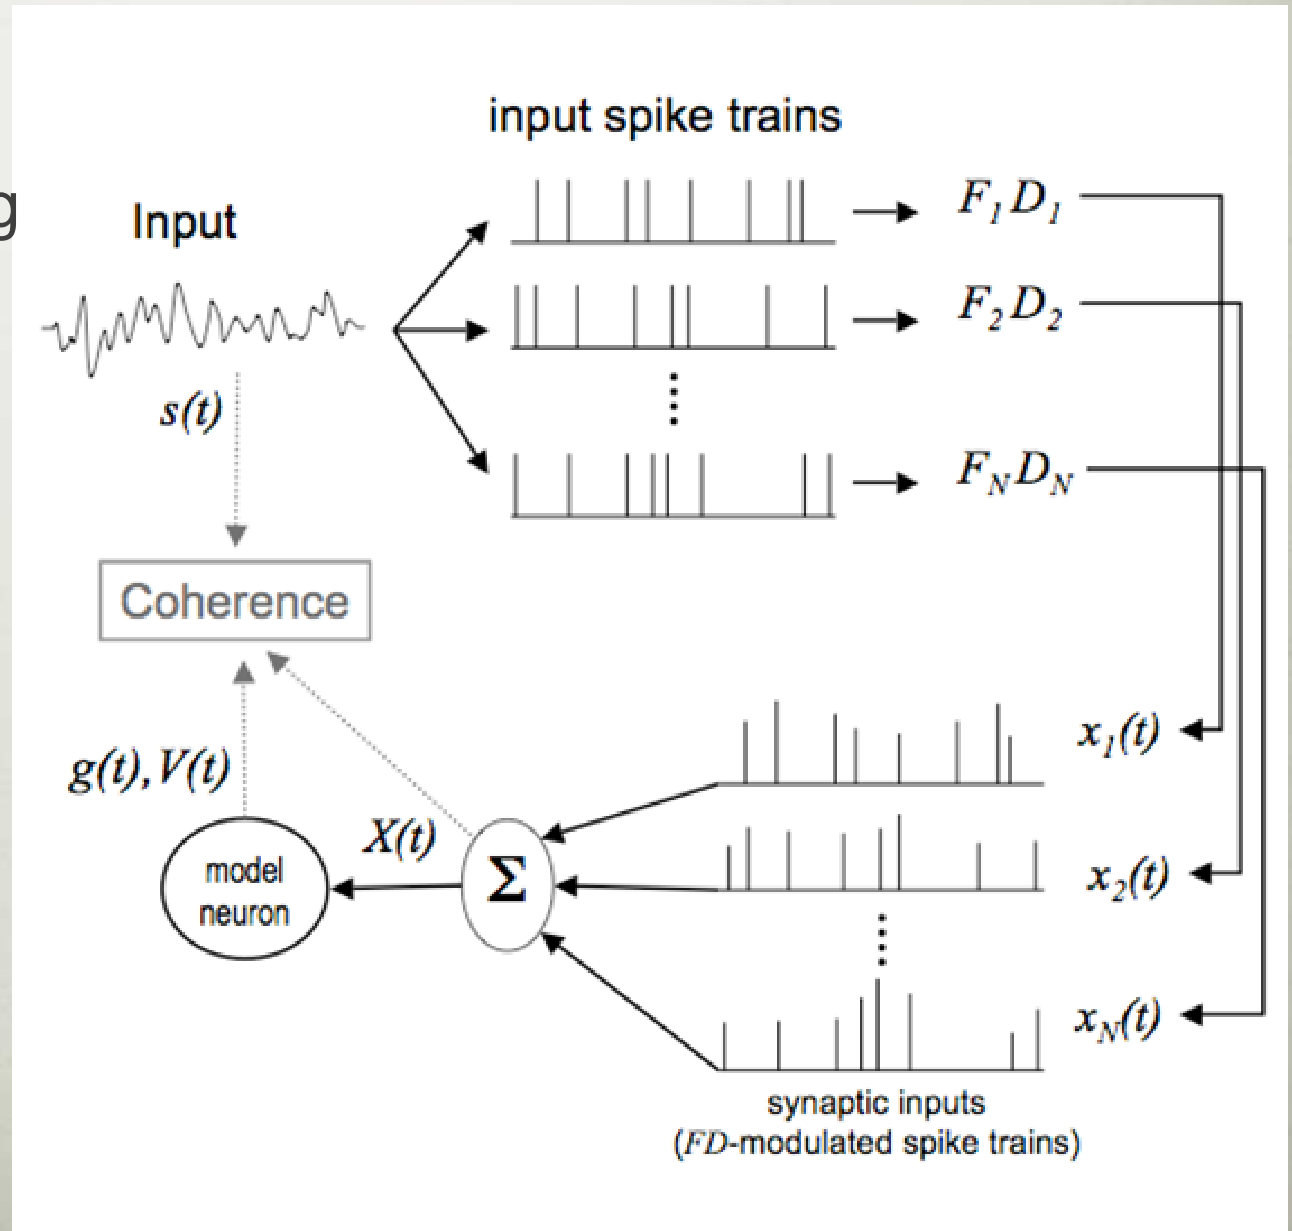 input spike trains
g
Input
F1D1
F2D2
s(t)
FNDN
Coherence
x1(t)
g(t),V(t)
X(t)
model
neuron
Σ
x2(t)
xN(t)
synaptic inputs
(FD-modulated spike trains)